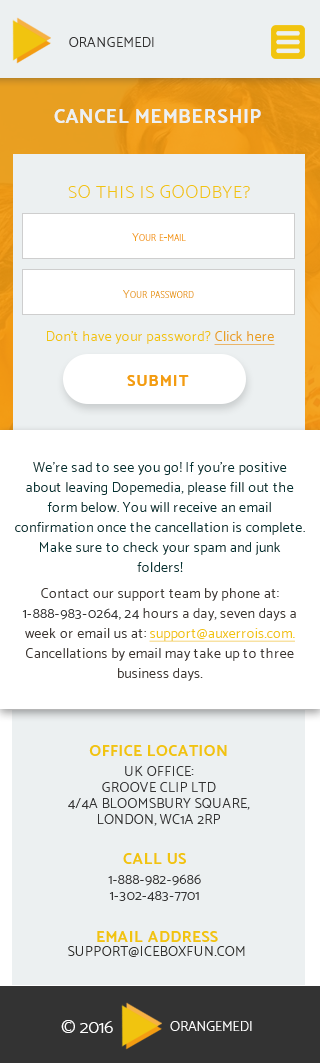 ORANGEMEDI
CANCEL MEMBERSHIP
SO THIS IS GOODBYE?
Your e-mail
Your password
Don't have your password? Click here
SUBMIT
We're sad to see you go! If you're positive
about leaving Dopemedia, please fill out the
form below. You will receive an email
confirmation once the cancellation is complete.
Make sure to check your spam and junk
folders!
Contact our support team by phone at:
1-888-983-0264, 24 hours a day, seven days a
week or email us at: support@auxerrois.com.
Cancellations by email may take up to three
business days.
OFFICE LOCATION
UK OFFICE:
GROOVE CLIP LTD
4/4A BLOOMSBURY SQUARE,
LONDON, WC1A 2RP
CALL US
1-888-982-9686
1-302-483-7701
EMAIL ADDRESS
SUPPORT@ICEBOXFUN.COM
© 2016 ORANGEMEDI